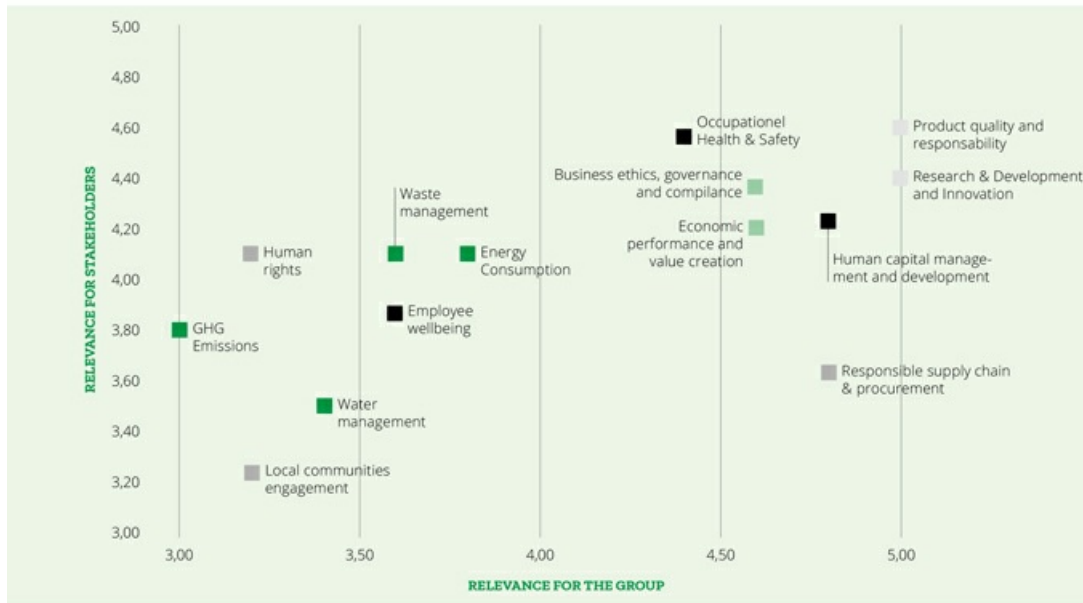 5,00
4,80
4,60
4,40
4,20
4,00
3,80
3,60
3,40
3,20
3,00
RELEVANCE FOR STAKEHOLDERS
Occupationel
Health & Safety
Product quality and
responsability
Business ethics, governance
and compilance
Research & Development
and Innovation
Waste
management
Economic
performance and
value creation
Human
rights
Energy
Consumption
Human capital manage-
ment and development
Employee
wellbeing
GHG
Emissions
Responsible supply chain
& procurement
Water
management
Local communities
engagement
3,00
3,50
4,00
4,50
5,00
RELEVANCE FOR THE GROUP